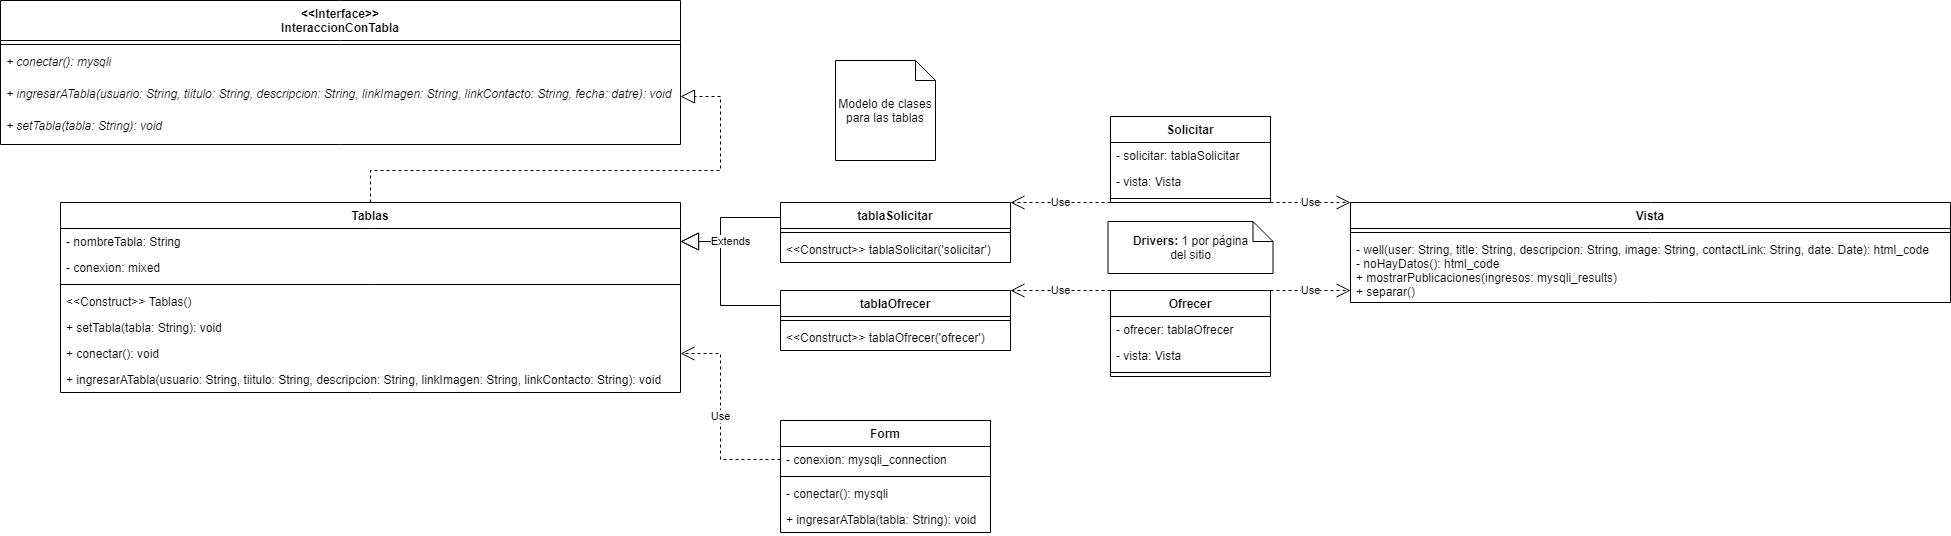 <<Interface>>
InteraccionConTabla
+ conectar(): mysqli
+ ingresarATabla(usuario: String, tiitulo: String, descripcion: String, linkImagen: String, linkContacto: String, fecha: datre): void
+ setTabla(tabla: String): void
Modelo de clases
para las tablas
Tablas
- nombreTabla: String
- conexion: mixed
<<Construct>> Tablas()
+ setTabla(tabla: String): void
+ conectar(): void
+ ingresarATabla(usuario: String, tiitulo: String, descripcion: String, linkImagen: String, linkContacto: String): void
Extends
Use
tablaSolicitar
<<Construct>> tablaSolicitar('solicitar')
tablaOfrecer
<<Construct>> tablaOfrecer('ofrecer')
Form
- conexion: mysqli_connection
- conectar(): mysqli
+ ingresarATabla(tabla: String): void
Solicitar
- solicitar: tablaSolicitar
- vista: Vista
Use
Use
Drivers: 1 por página
del sitio
Use
Use
Ofrecer
- ofrecer: tablaOfrecer
- vista: Vista
Vista
- well(user: String, title: String, descripcion: String, image: String, contactLink: String, date: Date): html_code
- noHayDatos(): html_code
+ mostrarPublicaciones(ingresos: mysqli_results)
+ separar()